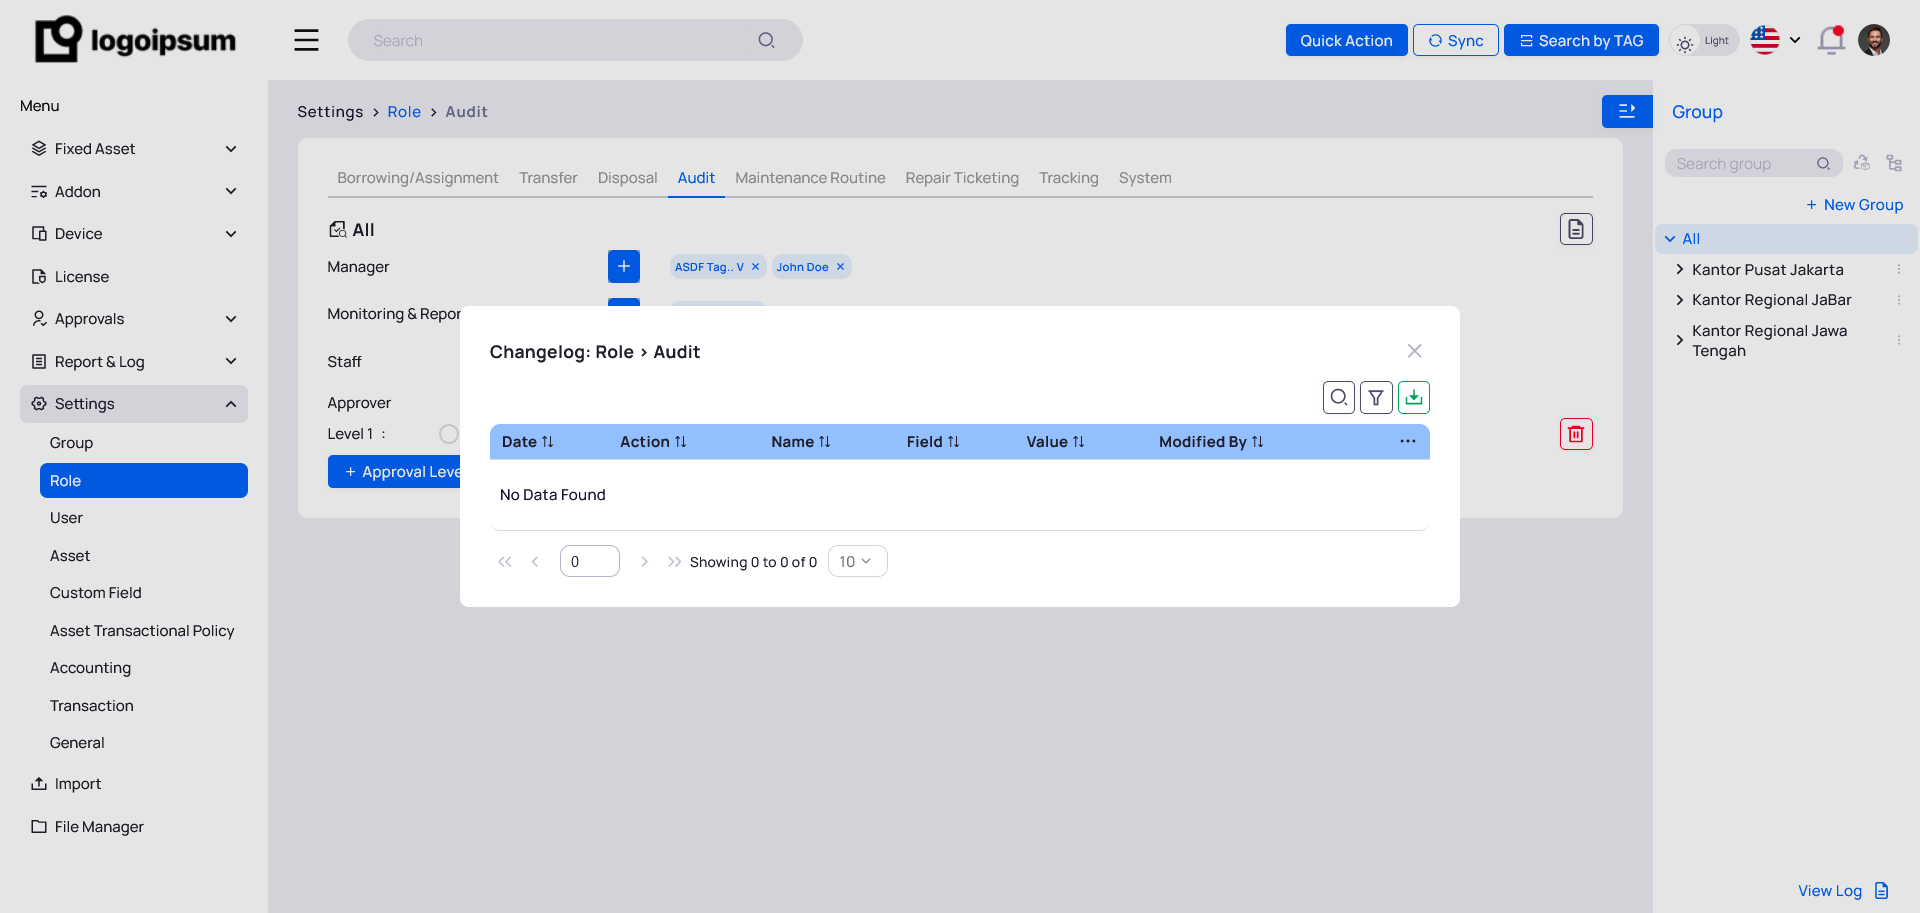 logoipsum
Search
Quick Action
Sync
Search by TAG
Light
Menu
Fixed Asset
Addon
Device
License
Approvals
Report & Log
Settings
Group
Role
User
Asset
Custom Field
Asset Transactional Policy
Accounting
Transaction
General
Import
File Manager
Settings > Role > Audit
Borrowing/Assignment
Transfer
Disposal
Audit
Maintenance Routine
Repair Ticketing
Tracking
System
All
Manager
ASDF Tag.. V
John Doe
Monitoring & Repor
Staff
Approver
Level 1 :
+ Approval Leve
Changelog: Role > Audit
Date
Action
Name
Field
Value
Modified By
No Data Found
0
Showing 0 to 0 of 0
10
Group
Search group
+ New Group
All
Kantor Pusat Jakarta
Kantor Regional JaBar
Kantor Regional Jawa
Tengah
View Log